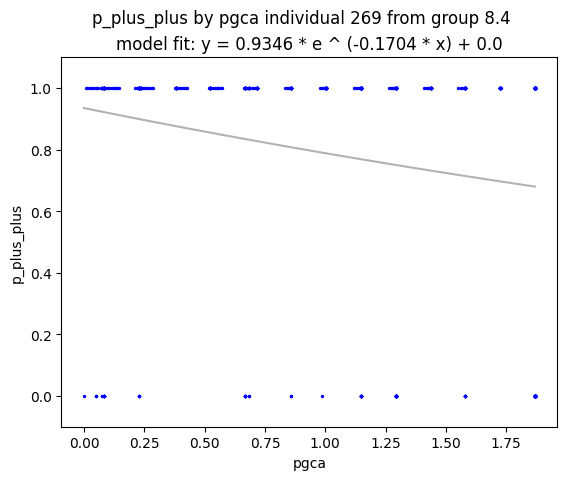 p_plus_plus by pgca individual 269 from group 8.4
model fit: y = 0.9346 * e ^ (-0.1704 * x) + 0.0
1.0
0.8
0.6
0.4
0.2
0.0
p_plus_plus
0.00 0.25 0.50 0.75 1.00 1.25 1.50 1.75
pgca